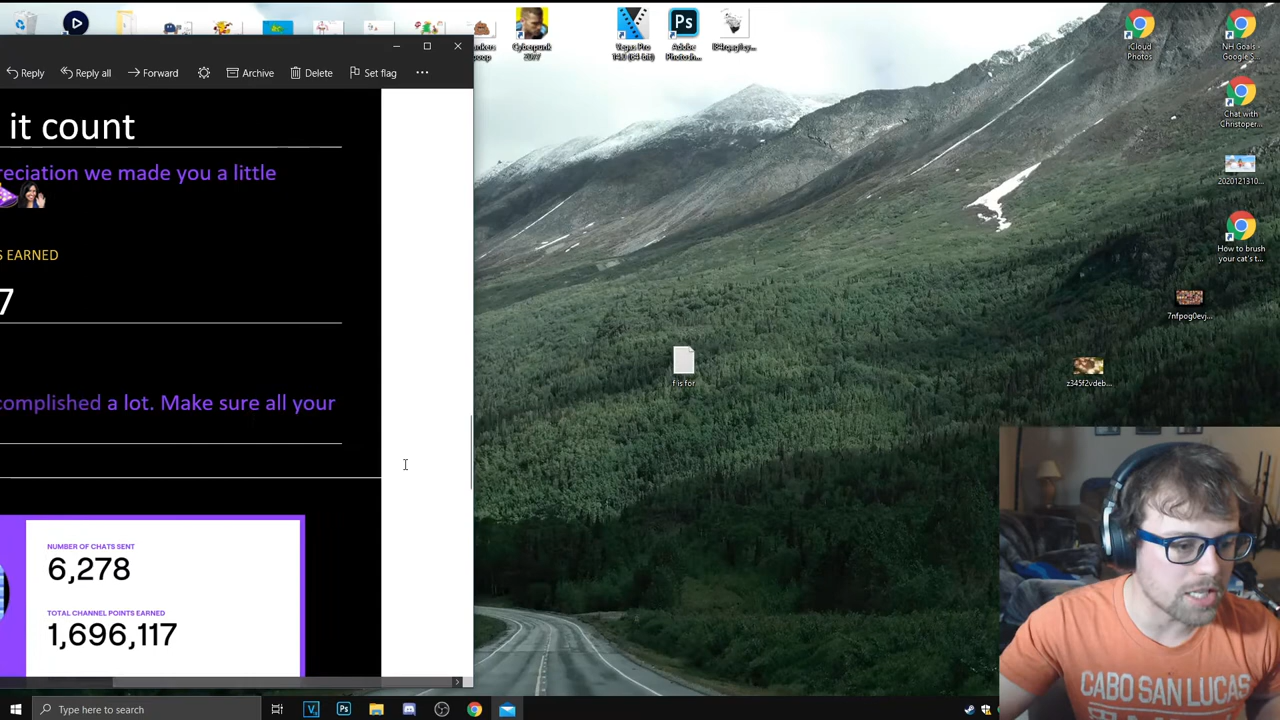 Cyberpunk
2077
Vegas Pro
14.0 (64-bit)
Adobe
Photosh...
iCloud
Photos
NH Goals -
Google S...
Reply
Reply all
Forward
Archive
Delete
Set flag
Chat with
Christoper...
it count
reciation we made you a little
2020121310...
S EARNED
How to brush
your cat's t...
7
7nfpog0evj...
f is for
z345f2vdeb...
complished a lot. Make sure all your
NUMBER OF CHATS SENT
6,278
TOTAL CHANNEL POINTS EARNED
1,696,117
CABO SAN LUCAS
Type here to search